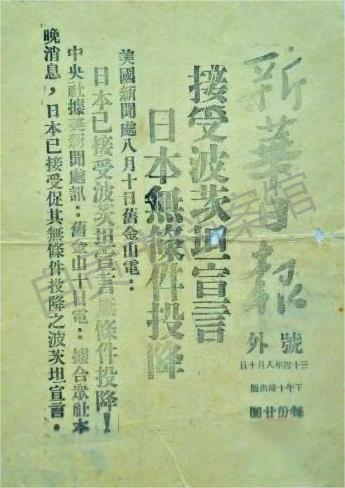 新華日報
號外
三十四年八月十日
下午十時出版
每份廿圓
接受波茨坦宣言
日本無條件投降
美國新聞處八月十日舊金山電：
日本已接受波茨坦宣言無條件投降！
中央社據美新聞處訊：舊金山十日電：據合眾社本
晚消息，日本已接受促其無條件投降之波茨坦宣言。